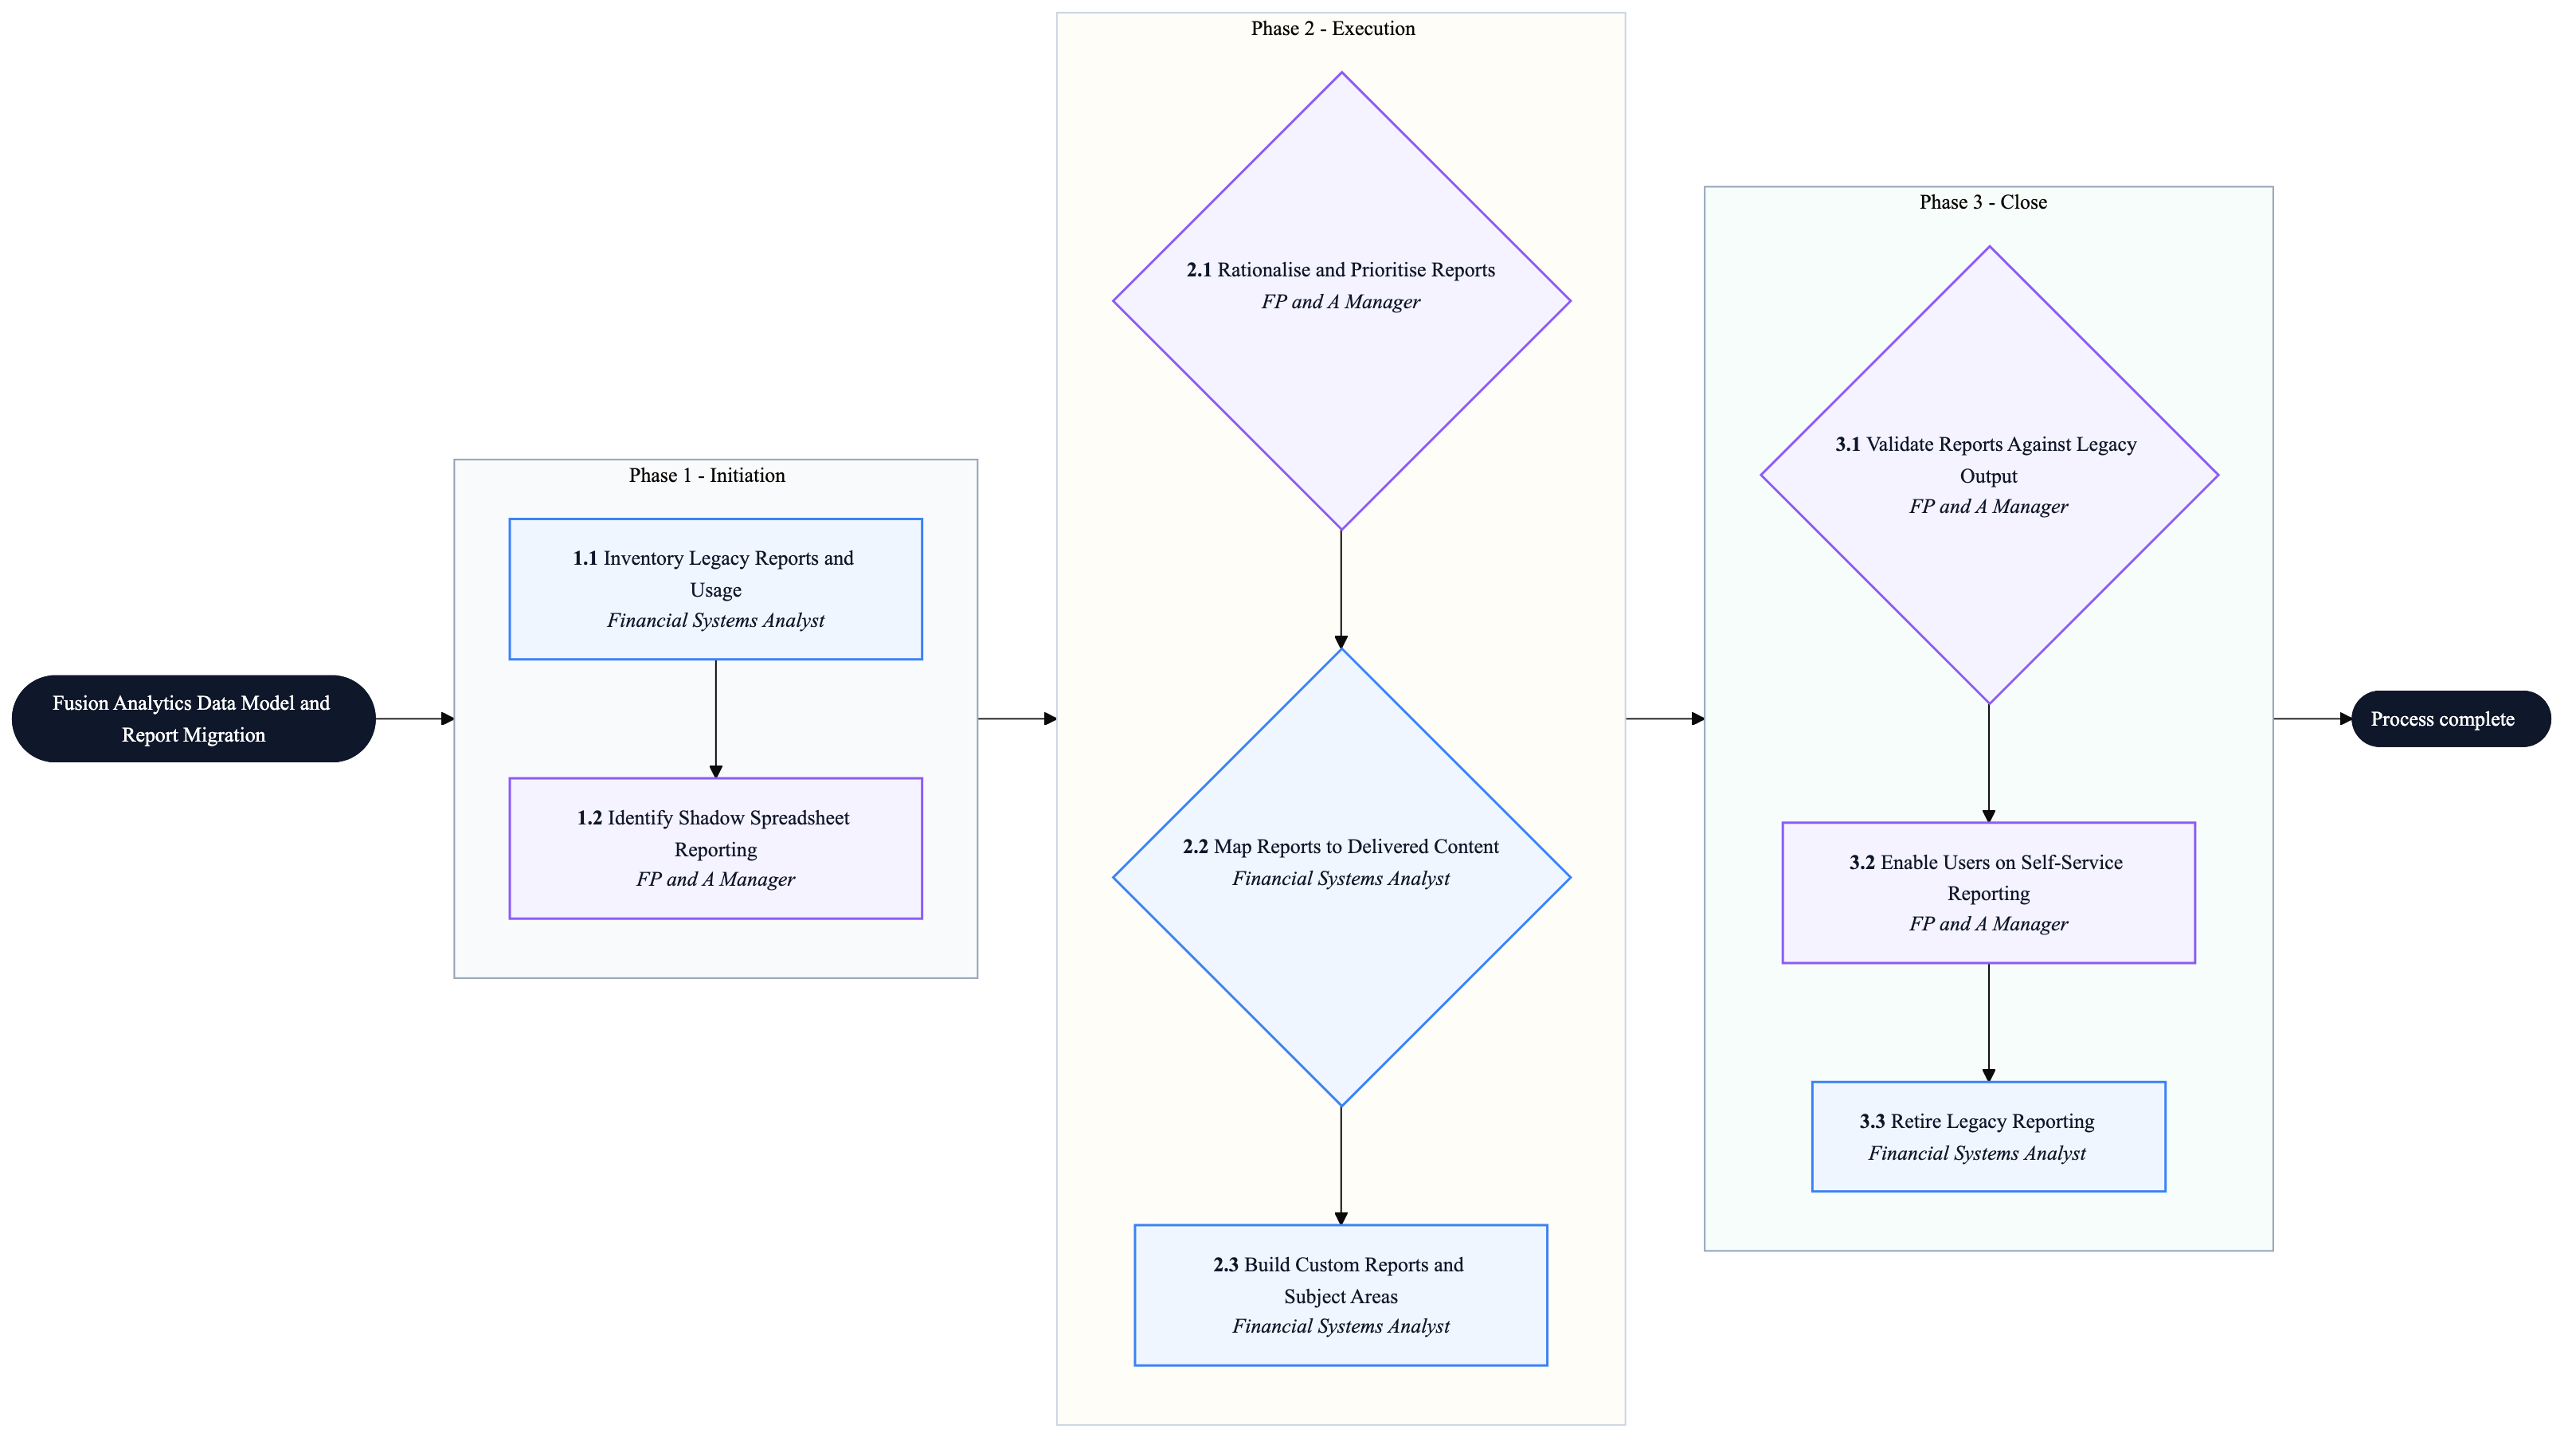 Fusion Analytics Data Model and
Report Migration
Phase 1 - Initiation
1.1 Inventory Legacy Reports and
Usage
Financial Systems Analyst
1.2 Identify Shadow Spreadsheet
Reporting
FP and A Manager
Phase 2 - Execution
2.1 Rationalise and Prioritise Reports
FP and A Manager
2.2 Map Reports to Delivered Content
Financial Systems Analyst
2.3 Build Custom Reports and
Subject Areas
Financial Systems Analyst
Phase 3 - Close
3.1 Validate Reports Against Legacy
Output
FP and A Manager
3.2 Enable Users on Self-Service
Reporting
FP and A Manager
3.3 Retire Legacy Reporting
Financial Systems Analyst
Process complete